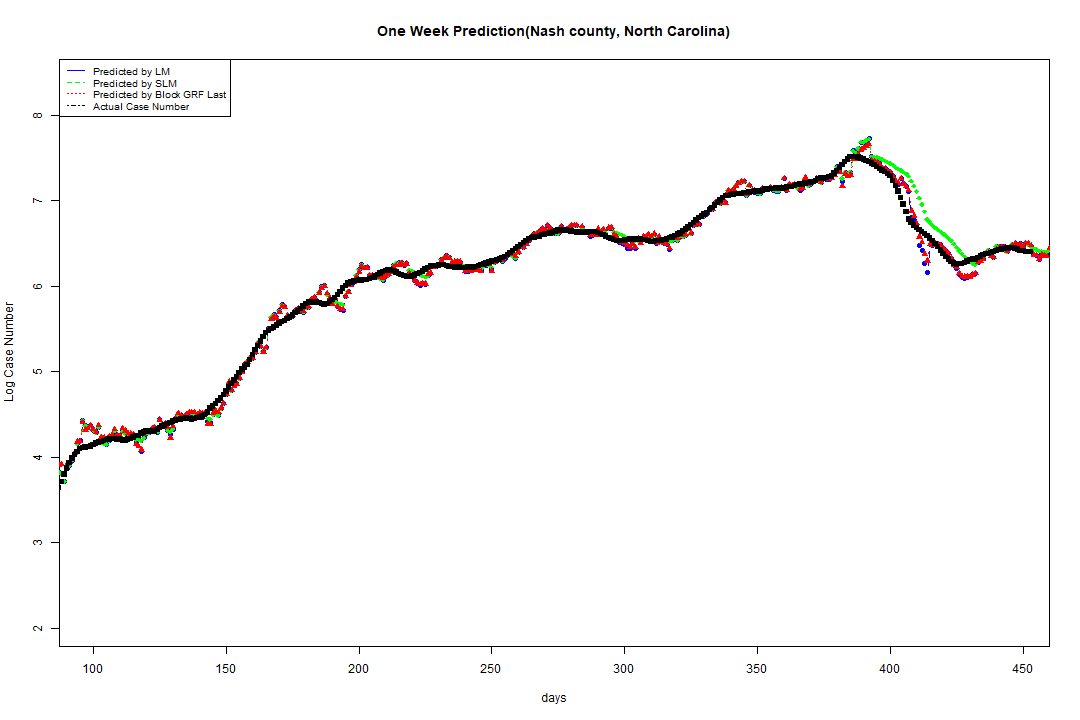 One Week Prediction(Nash county, North Carolina)
Predicted by LM
Predicted by SLM
Predicted by Block GRF Last
Actual Case Number
8
7
6
5
4
3
2
Log Case Number
100 150 200 250 300 350 400 450
days